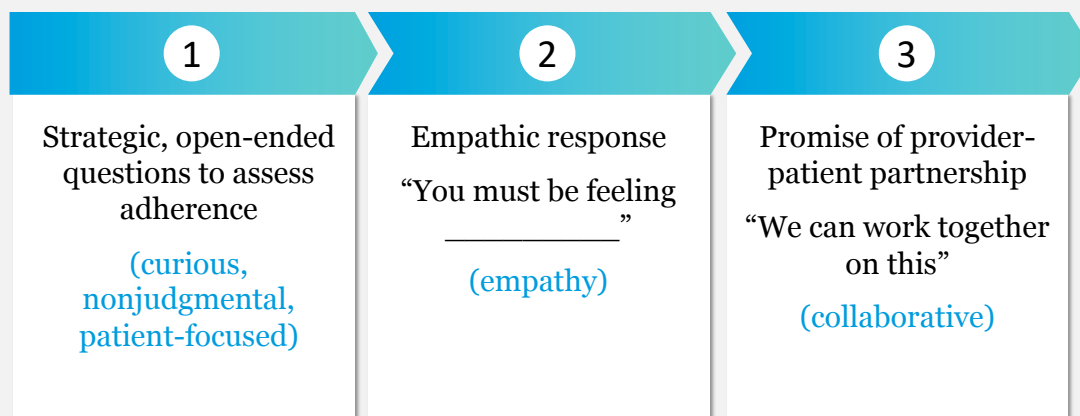 1
Strategic, open-ended
questions to assess
adherence
(curious,
nonjudgmental,
patient-focused)
2
Empathic response
“You must be feeling
____________”
(empathy)
3
Promise of provider-
patient partnership
“We can work together
on this”
(collaborative)